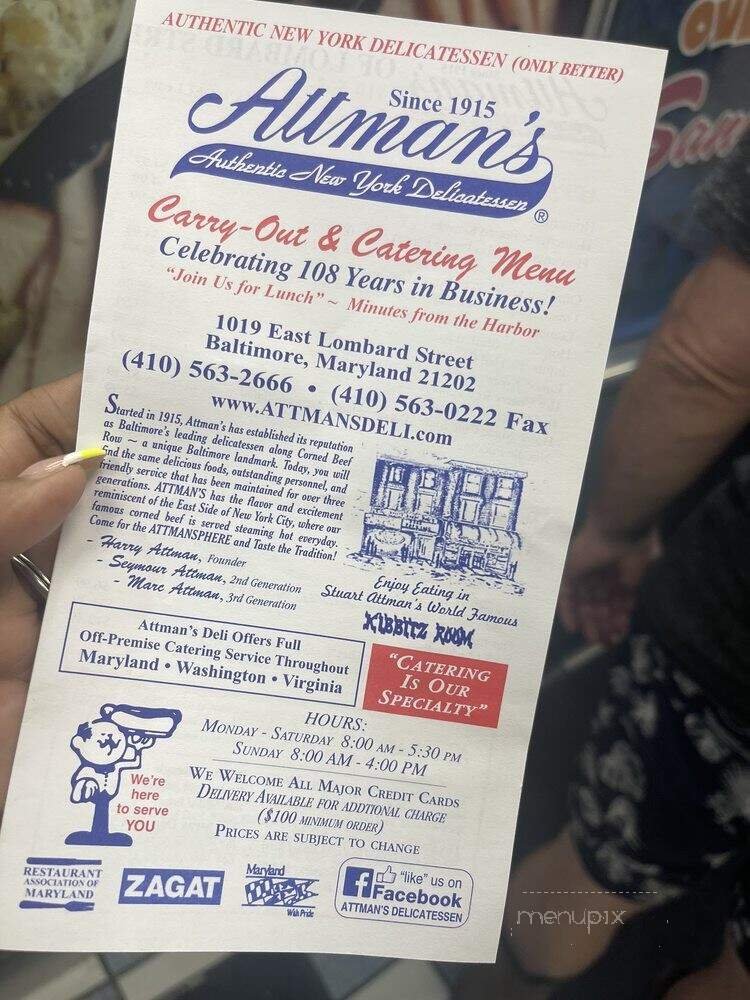 AUTHENTIC NEW YORK DELICATESSEN (ONLY BETTER)
Since 1915
Attman's
Authentic New York Delicatessen ®
Carry-Out & Catering Menu
Celebrating 108 Years in Business!
"Join Us for Lunch" ~ Minutes from the Harbor
1019 East Lombard Street
Baltimore, Maryland 21202
(410) 563-2666 • (410) 563-0222 Fax
www.ATTMANSDELI.com
Started in 1915, Attman's has established its reputation
as Baltimore's leading delicatessen along Corned Beef
Row ~ a unique Baltimore landmark. Today, you will
find the same delicious foods, outstanding personnel, and
friendly service that has been maintained for over three
generations. ATTMAN'S has the flavor and excitement
reminiscent of the East Side of New York City, where our
famous corned beef is served steaming hot everyday.
Come for the ATTMANSPHERE and Taste the Tradition!
- Harry Attman, Founder
- Seymour Attman, 2nd Generation
- Marc Attman, 3rd Generation
Enjoy Eating in
Stuart Attman's World Famous
KIBBITZ ROOM
Attman's Deli Offers Full
Off-Premise Catering Service Throughout
Maryland • Washington • Virginia
"CATERING
IS OUR
SPECIALTY"
HOURS:
MONDAY - SATURDAY 8:00 AM - 5:30 PM
SUNDAY 8:00 AM - 4:00 PM
WE WELCOME ALL MAJOR CREDIT CARDS
DELIVERY AVAILABLE FOR ADDTIONAL CHARGE
($100 MINIMUM ORDER)
PRICES ARE SUBJECT TO CHANGE
We're
here
to serve
YOU
RESTAURANT
ASSOCIATION OF
MARYLAND
ZAGAT
Maryland
With Pride
f "like" us on
Facebook
ATTMAN'S DELICATESSEN
menupix